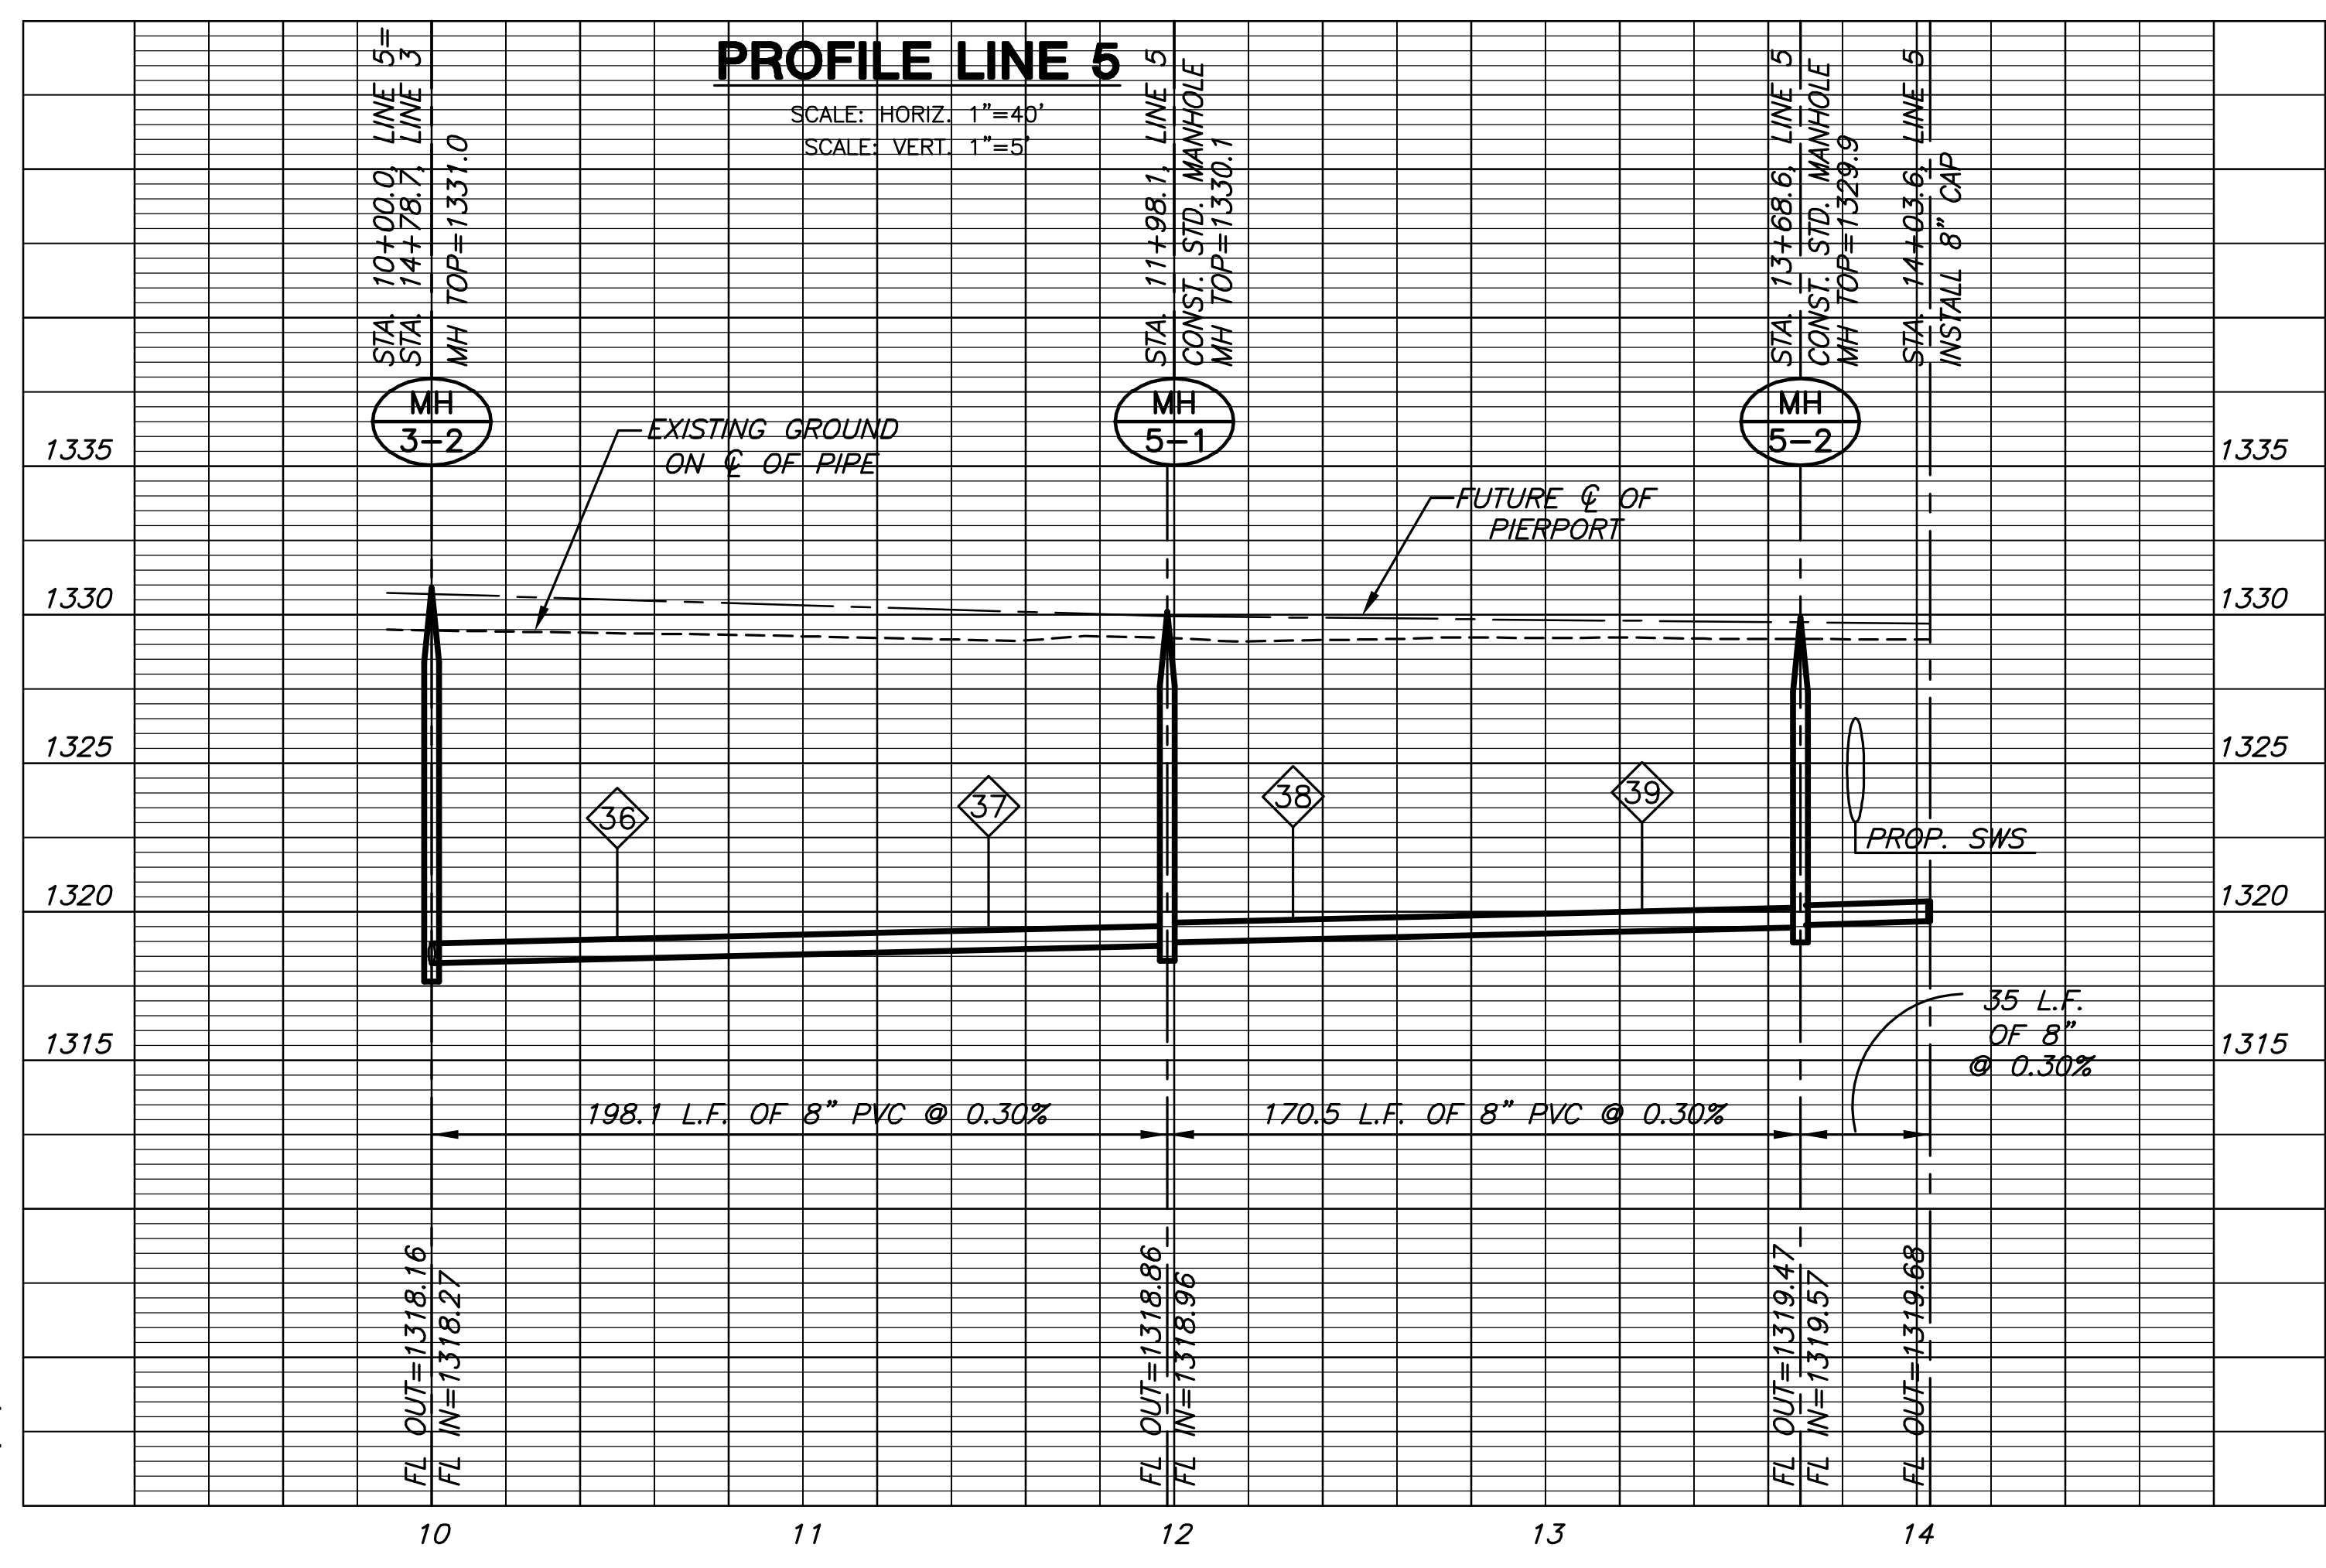 PROFILE LINE 5
SCALE: HORIZ. 1"=40'
SCALE: VERT. 1"=5'
STA. 10+00.0, LINE 5=
STA. 14+78.7, LINE 3
MH TOP=1331.0
STA. 11+98.1, LINE 5
CONST. STD. MANHOLE
MH TOP=1330.1
STA. 13+68.6, LINE 5
CONST. STD. MANHOLE
MH TOP=1329.9
STA. 14+03.6, LINE 5
INSTALL 8" CAP
MH
3-2
MH
5-1
MH
5-2
EXISTING GROUND
ON ℄ OF PIPE
FUTURE ℄ OF
PIERPORT
1335
1335
1330
1330
1325
1325
1320
1320
1315
1315
36
37
38
39
PROP. SWS
35 L.F.
OF 8"
@ 0.30%
198.1 L.F. OF 8" PVC @ 0.30%
170.5 L.F. OF 8" PVC @ 0.30%
FL OUT=1318.16
FL IN=1318.27
FL OUT=1318.86
FL IN=1318.96
FL OUT=1319.47
FL IN=1319.57
FL OUT=1319.68
10
11
12
13
14